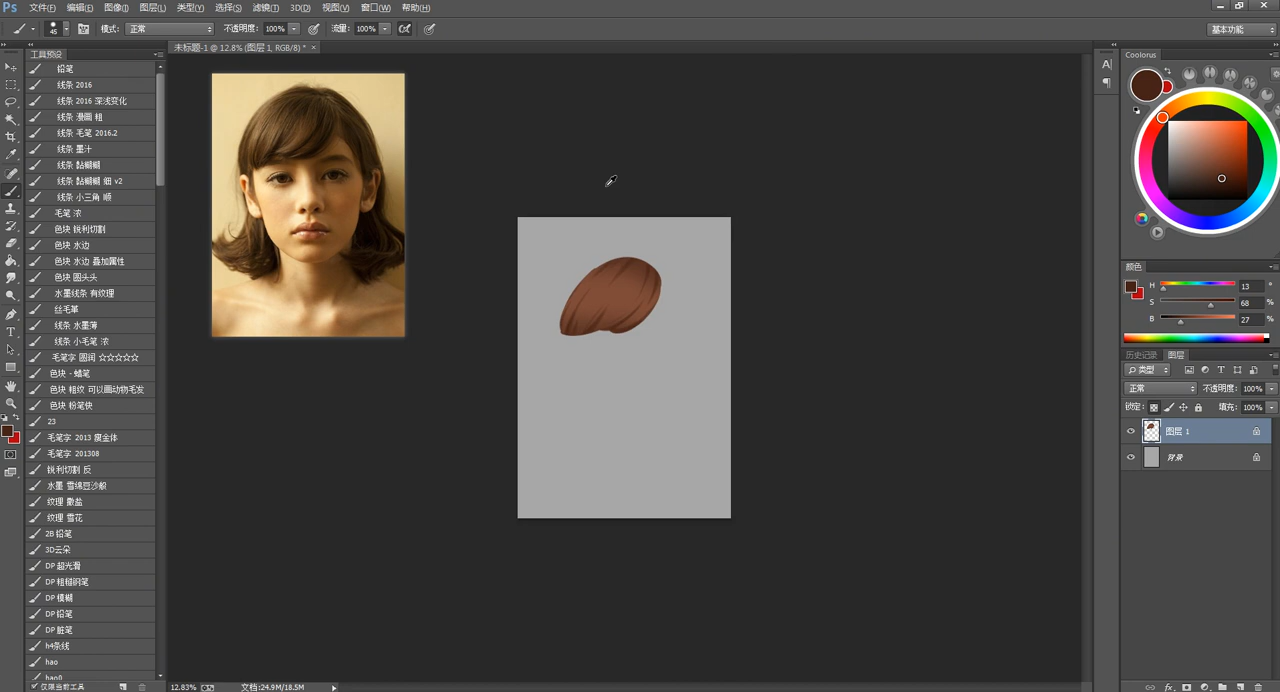 Ps 文件(F) 编辑(E) 图像(I) 图层(L) 类型(Y) 选择(S) 滤镜(T) 3D(D) 视图(V) 窗口(W) 帮助(H)
45 模式: 正常 不透明度: 100% 流量: 100% 基本功能
未标题-1 @ 12.8% (图层 1, RGB/8) * ×
工具预设
铅笔
线条 2016
线条 2016 深浅变化
线条 漫画 粗
线条 毛笔 2016.2
线条 墨汁
线条 黏糊糊
线条 黏糊糊 细 v2
线条 小三角 顺
毛笔 浓
色块 锐利切割
色块 水边
色块 水边 叠加属性
色块 圆头头
水墨线条 有纹理
丝毛革
线条 水墨薄
线条 小毛笔 浓
毛笔字 圆润 ☆☆☆☆☆
色块 - 蜡笔
色块 粗纹 可以画动物毛发
色块 粉笔快
23
毛笔字 2013 瘦金体
毛笔字 201308
锐利切割 反
水墨 雪绵豆沙般
纹理 撒盐
纹理 雪花
2B 铅笔
3D云朵
DP 超光滑
DP 粗糙钢笔
DP 模糊
DP 铅笔
DP 脏笔
h4条线
hao
hao0
仅限当前工具
12.83% 文档:24.9M/18.5M
Coolorus
颜色
H 13 °
S 68 %
B 27 %
历史记录 图层
类型
正常 不透明度: 100%
锁定: 填充: 100%
图层 1
背景
fx